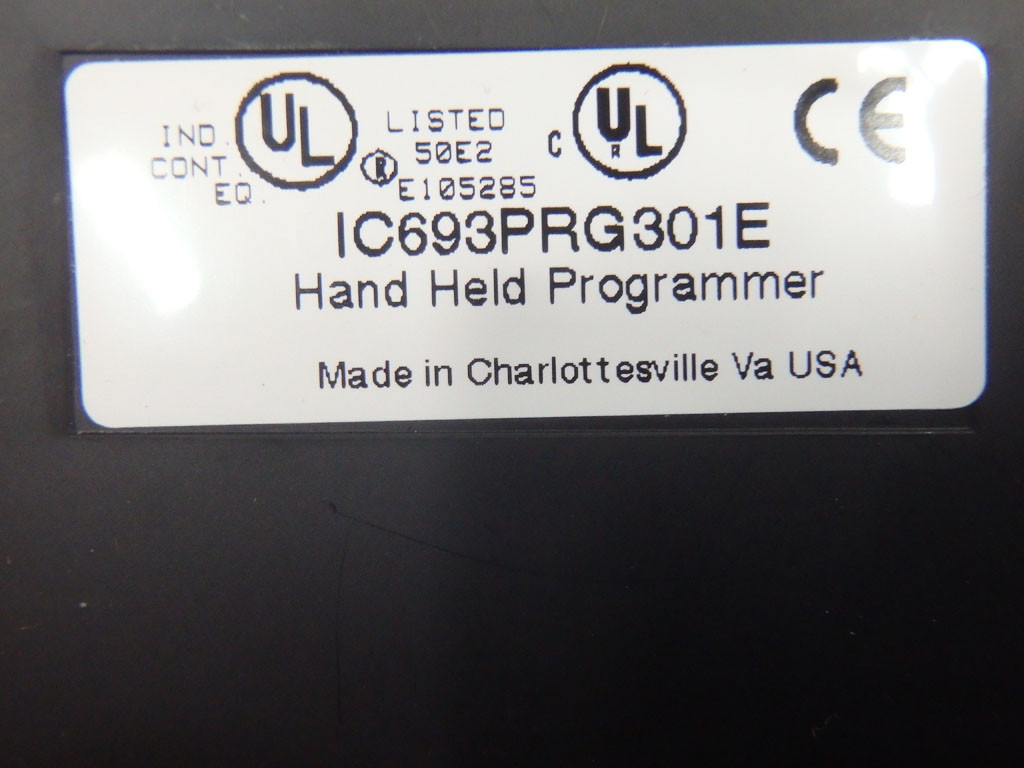 IND. UL LISTED C UL CE
CONT. ® 50E2 R
EQ. E105285
IC693PRG301E
Hand Held Programmer
Made in Charlottesville Va USA